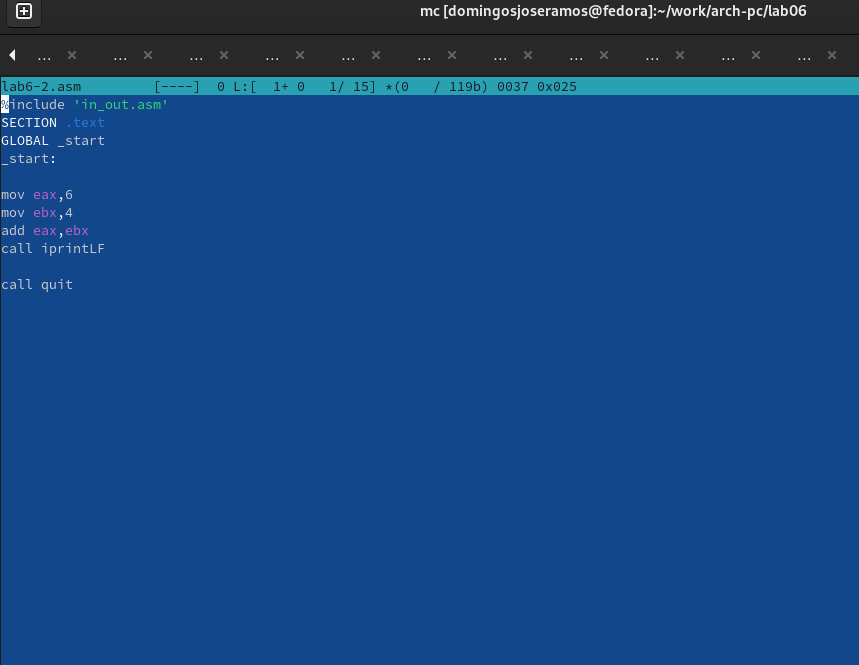 mc [domingosjoseramos@fedora]:~/work/arch-pc/lab06
... × ... × ... × ... × ... × ... × ... × ... × ... × ... × ... ×
lab6-2.asm [----] 0 L:[ 1+ 0 1/ 15] *(0 / 119b) 0037 0x025
%include 'in_out.asm'
SECTION .text
GLOBAL _start
_start:
mov eax,6
mov ebx,4
add eax,ebx
call iprintLF
call quit